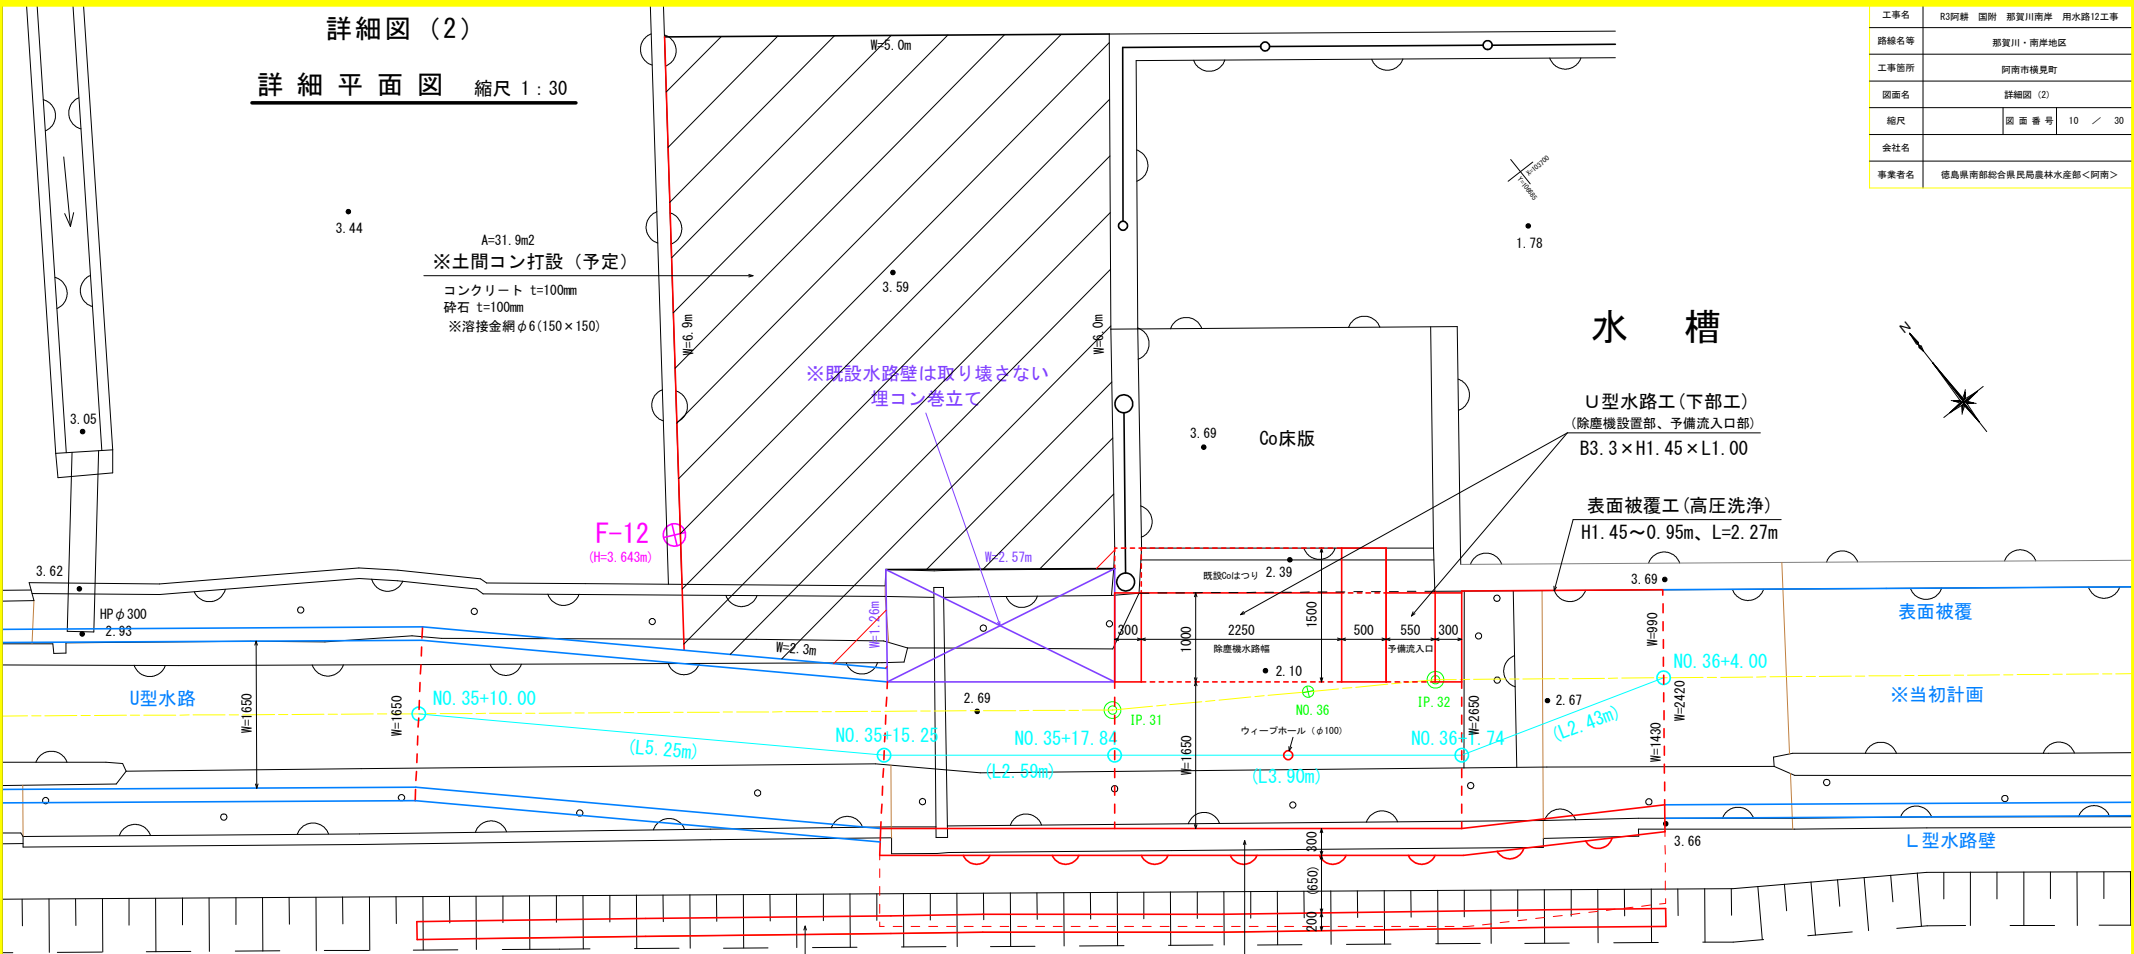 詳細図 (2)
詳細平面図 縮尺 1:30
工事名 R3阿耕 国附 那賀川南岸 用水路12工事
路線名等 那賀川・南岸地区
工事箇所 阿南市横見町
図面名 詳細図 (2)
縮尺 図面番号 10 / 30
会社名
事業者名 徳島県南部総合県民局農林水産部<阿南>
W=5.0m
3.44
A=31.9m2
※土間コン打設 (予定)
コンクリート t=100mm
砕石 t=100mm
※溶接金網φ6(150×150)
3.59
W=6.9m
W=6.0m
1.78
水 槽
N
※既設水路壁は取り壊さない
埋コン巻立て
3.05
3.69
Co床版
U型水路工(下部工)
(除塵機設置部、予備流入口部)
B3.3×H1.45×L1.00
表面被覆工(高圧洗浄)
H1.45～0.95m、L=2.27m
F-12
(H=3.643m)
W=2.57m
3.62
HPφ300
2.93
既設Coはつり 2.39
3.69
表面被覆
W=1.26m
W=2.3m
300 2250 500 550 300
1000
1500
除塵機水路幅
予備流入口
2.10
W=990
NO.36+4.00
U型水路
W=1650
W=1650
NO.35+10.00
2.69
IP.31
NO.36
IP.32
W=2650
2.67
W=2420
※当初計画
(L5.25m)
NO.35+15.25
NO.35+17.84
ウィープホール (φ100)
NO.36+1.74
(L2.43m)
W=1430
(L2.59m)
W=1650
(L3.90m)
300
3.66
L型水路壁
(650)
200